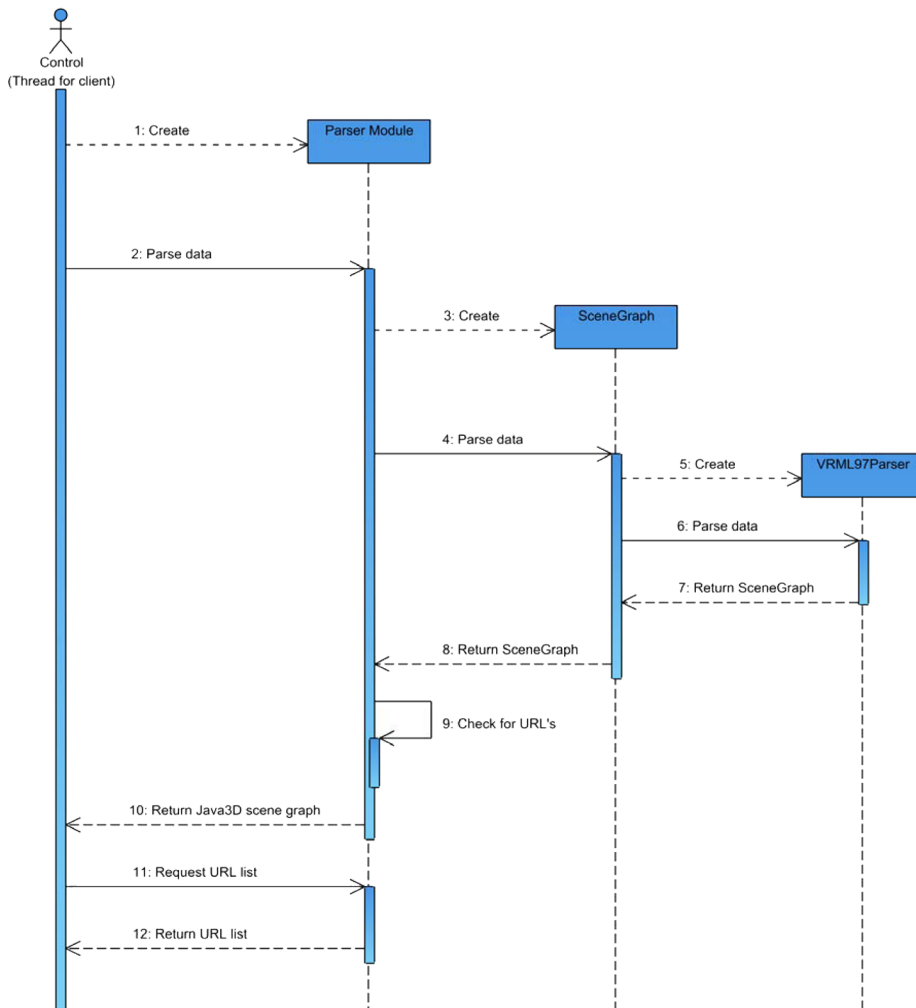 Control
(Thread for client)
1: Create
Parser Module
2: Parse data
3: Create
SceneGraph
4: Parse data
5: Create
VRML97Parser
6: Parse data
7: Return SceneGraph
8: Return SceneGraph
9: Check for URL's
10: Return Java3D scene graph
11: Request URL list
12: Return URL list